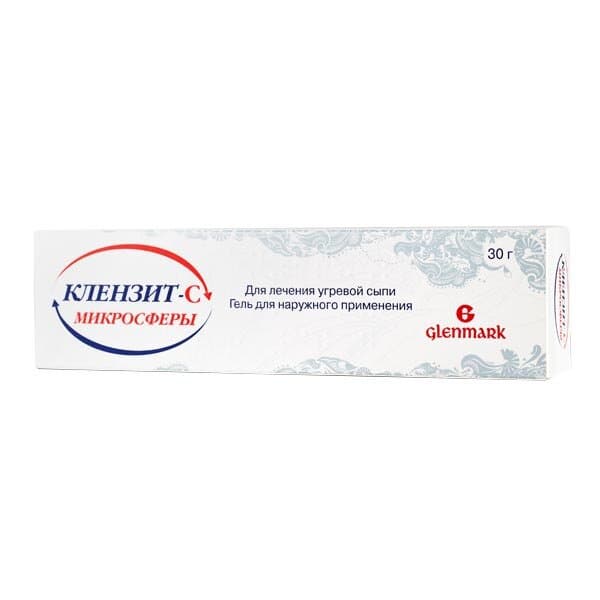 КЛЕНЗИТ-С
МИКРОСФЕРЫ
Для лечения угревой сыпи
Гель для наружного применения
30 г
Glenmark